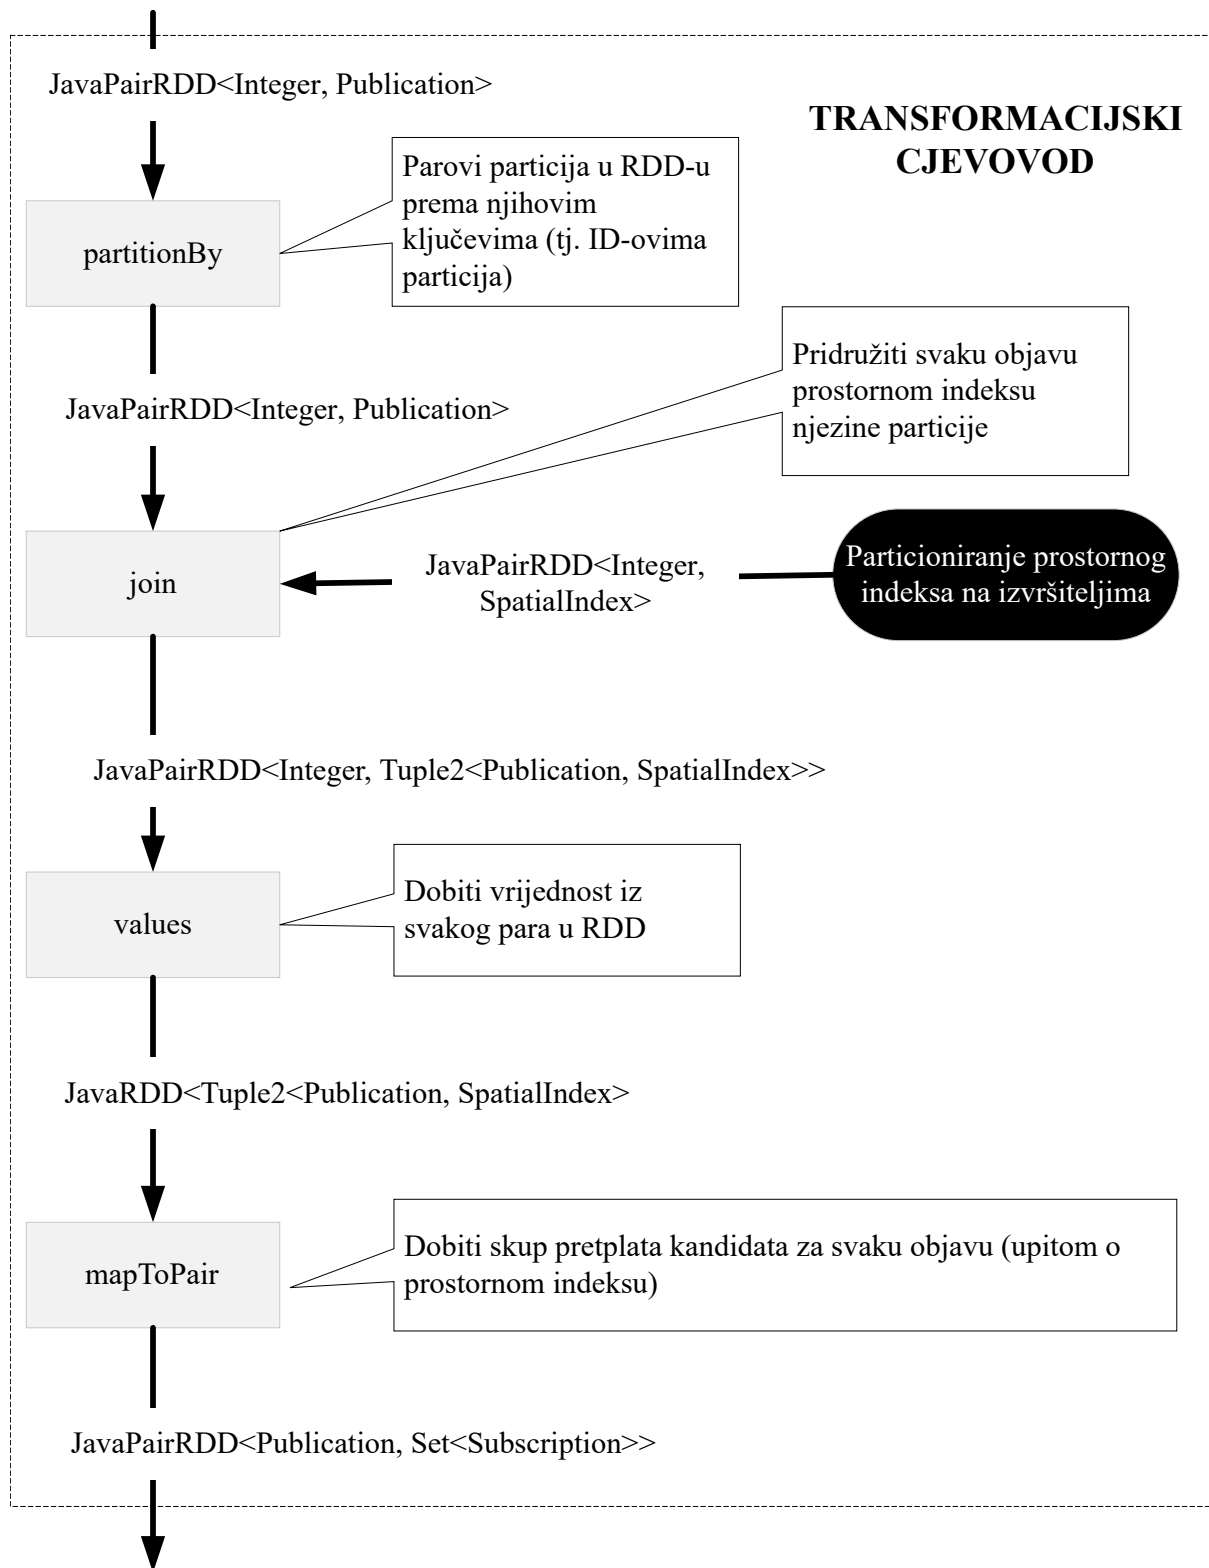 JavaPairRDD<Integer, Publication>
TRANSFORMACIJSKI
CJEVOVOD
Parovi particija u RDD-u
prema njihovim
ključevima (tj. ID-ovima
particija)
partitionBy
JavaPairRDD<Integer, Publication>
Pridružiti svaku objavu
prostornom indeksu
njezine particije
join
JavaPairRDD<Integer,
SpatialIndex>
Particioniranje prostornog
indeksa na izvršiteljima
JavaPairRDD<Integer, Tuple2<Publication, SpatialIndex>>
values
Dobiti vrijednost iz
svakog para u RDD
JavaRDD<Tuple2<Publication, SpatialIndex>
mapToPair
Dobiti skup pretplata kandidata za svaku objavu (upitom o
prostornom indeksu)
JavaPairRDD<Publication, Set<Subscription>>